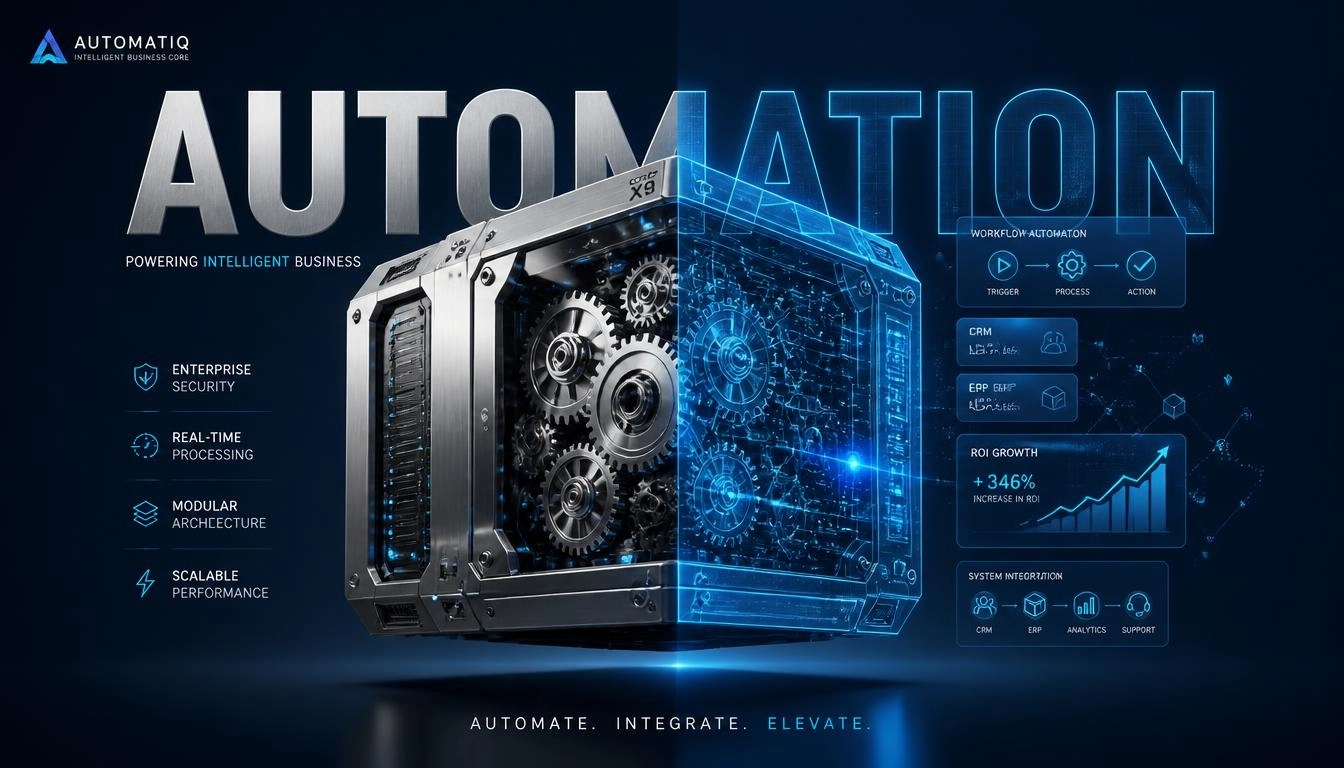 AUTOMATIQ
INTELLIGENT BUSINESS CORE
AUTOMATION
X9
POWERING INTELLIGENT BUSINESS
ENTERPRISE
SECURITY
REAL-TIME
PROCESSING
MODULAR
ARCHEECTURE
SCALABLE
PERFORMANCE
WORKFLOW AUTOMATON
TRIGGER PROCESS ACTION
CRM
ERP
ROI GROWTH
+346%
INCREASE IN ROI
SYSTEM INTEGRTION
CRM ERP ANALYTICS SUPPORT
AUTOMATE. INTEGRATE. ELEVATE.